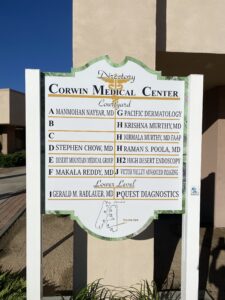 Directory
CORWIN MEDICAL CENTER
Courtyard
A MANMOHAN NAYYAR, MD
G PACIFIC DERMATOLOGY
B
H KRISHNA MURTHY, MD
C
H NIRMALA MURTHY, MD FAAP
D STEPHEN CHOW, MD
H RAMAN S. POOLA, MD
E DESERT MOUNTAIN MEDICAL GROUP
H2 HIGH DESERT ENDOSCOPY
F MAKALA REDDY, MD
J VICTOR VALLEY ADVANCED IMAGING
Lower Level
1 GERALD M. RADLAUER, MD
P QUEST DIAGNOSTICS